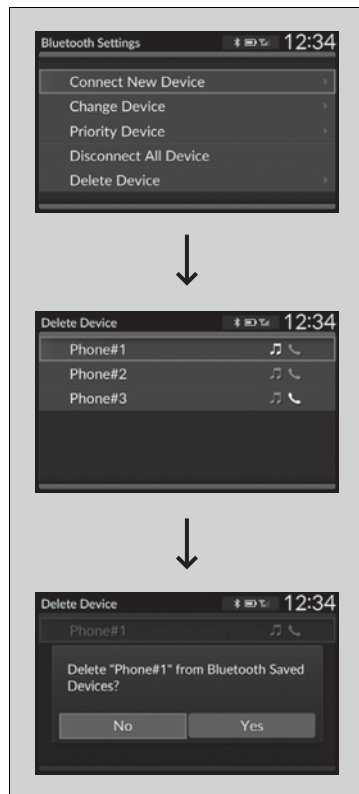 Bluetooth Settings 12:34
Connect New Device
Change Device
Priority Device
Disconnect All Device
Delete Device
Delete Device 12:34
Phone#1
Phone#2
Phone#3
Delete Device 12:34
Phone#1
Delete "Phone#1" from Bluetooth Saved
Devices?
No Yes